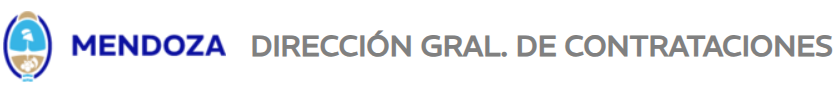 MENDOZA DIRECCIÓN GRAL. DE CONTRATACIONES